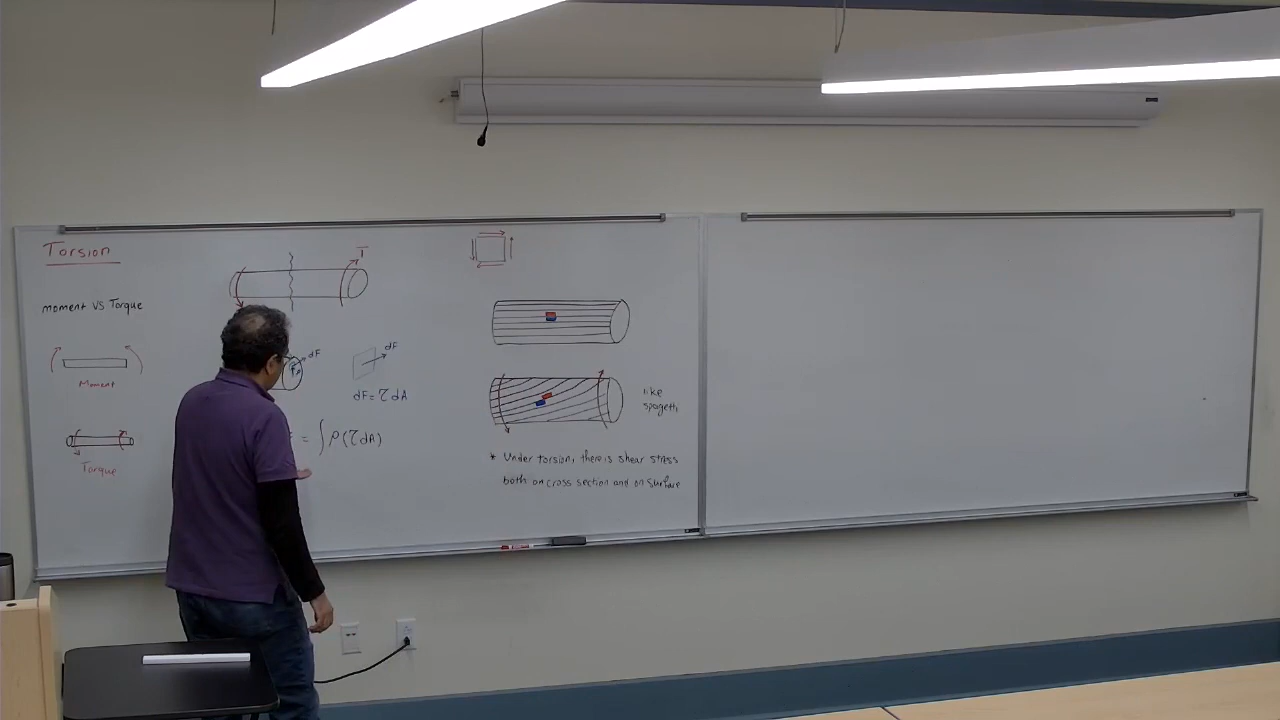 Torsion
moment VS Torque
Moment
Torque
T
dF
dF
dF = τ dA
= ∫ρ(τdA)
like
spageth
* Under torsion, there is shear stress
both on cross section and on surface